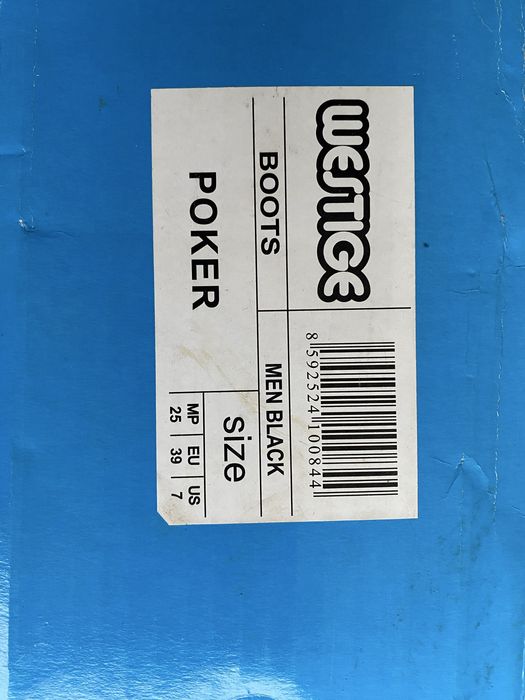 WESTIGE
8 592524 100844
BOOTS
MEN BLACK
POKER
size
MP EU US
25 39 7